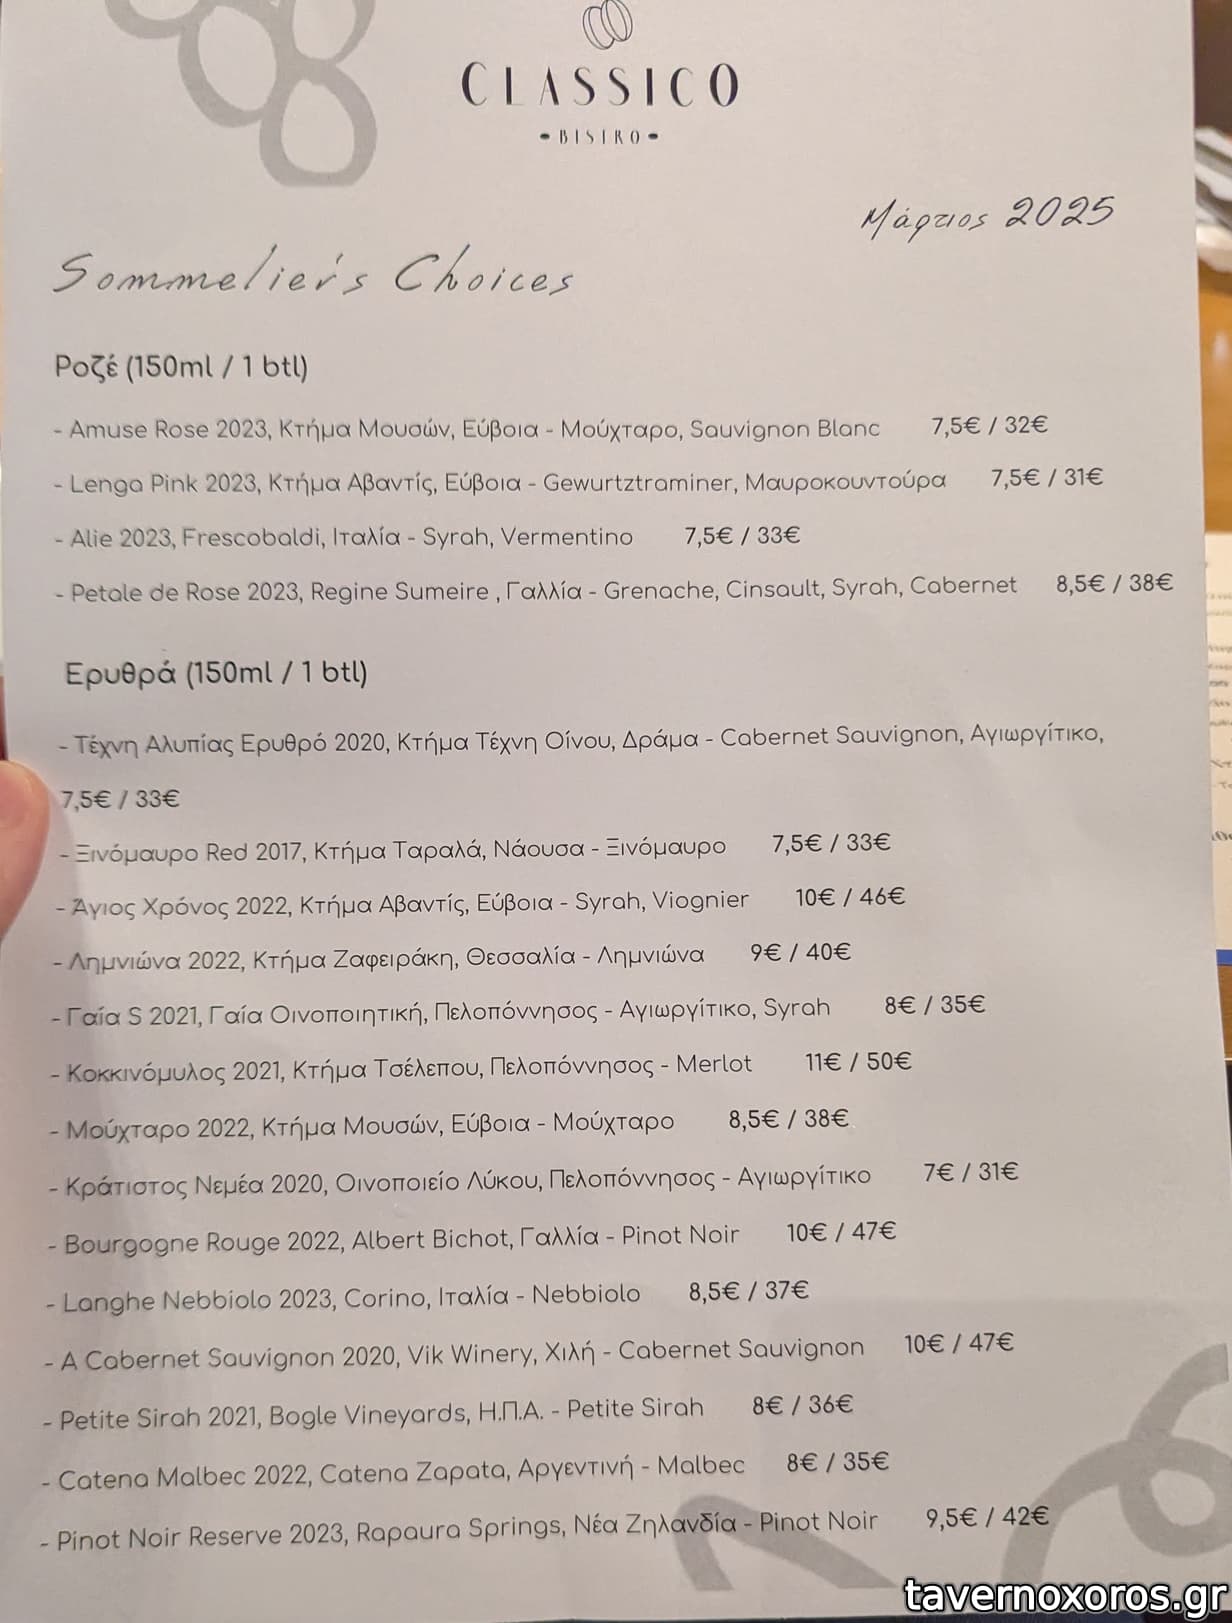 CLASSICO
BISTRO
Μάρτιος 2025
Sommelier's Choices
Ροζέ (150ml / 1 btl)
- Amuse Rose 2023, Κτήμα Μουσών, Εύβοια - Μούχταρο, Sauvignon Blanc 7,5€ / 32€
- Lenga Pink 2023, Κτήμα Αβαντίς, Εύβοια - Gewurtztraminer, Μαυροκουντούρα 7,5€ / 31€
- Alie 2023, Frescobaldi, Ιταλία - Syrah, Vermentino 7,5€ / 33€
- Petale de Rose 2023, Regine Sumeire , Γαλλία - Grenache, Cinsault, Syrah, Cabernet 8,5€ / 38€
Ερυθρά (150ml / 1 btl)
- Τέχνη Αλυπίας Ερυθρό 2020, Κτήμα Τέχνη Οίνου, Δράμα - Cabernet Sauvignon, Αγιωργίτικο,
7,5€ / 33€
- Ξινόμαυρο Red 2017, Κτήμα Ταραλά, Νάουσα - Ξινόμαυρο 7,5€ / 33€
- Άγιος Χρόνος 2022, Κτήμα Αβαντίς, Εύβοια - Syrah, Viognier 10€ / 46€
- Λημνιώνα 2022, Κτήμα Ζαφειράκη, Θεσσαλία - Λημνιώνα 9€ / 40€
- Γαία S 2021, Γαία Οινοποιητική, Πελοπόννησος - Αγιωργίτικο, Syrah 8€ / 35€
- Κοκκινόμυλος 2021, Κτήμα Τσέλεπου, Πελοπόννησος - Merlot 11€ / 50€
- Μούχταρο 2022, Κτήμα Μουσών, Εύβοια - Μούχταρο 8,5€ / 38€
- Κράτιστος Νεμέα 2020, Οινοποιείο Λύκου, Πελοπόννησος - Αγιωργίτικο 7€ / 31€
- Bourgogne Rouge 2022, Albert Bichot, Γαλλία - Pinot Noir 10€ / 47€
- Langhe Nebbiolo 2023, Corino, Ιταλία - Nebbiolo 8,5€ / 37€
- A Cabernet Sauvignon 2020, Vik Winery, Χιλή - Cabernet Sauvignon 10€ / 47€
- Petite Sirah 2021, Bogle Vineyards, Η.Π.Α. - Petite Sirah 8€ / 36€
- Catena Malbec 2022, Catena Zapata, Αργεντινή - Malbec 8€ / 35€
- Pinot Noir Reserve 2023, Rapaura Springs, Νέα Ζηλανδία - Pinot Noir 9,5€ / 42€
tavernoxoros.gr